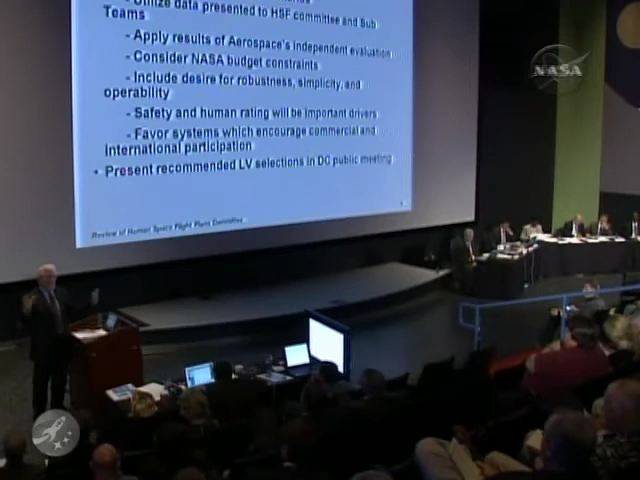 - Utilize data presented to HSF committee and Sub
Teams
- Apply results of Aerospace's independent evaluation
- Consider NASA budget constraints
- Include desire for robustness, simplicity, and
operability
- Safety and human rating will be important drivers
- Favor systems which encourage commercial and
international participation
• Present recommended LV selections in DC public meeting
Review of Human Space Flight Plans Committee
NASA